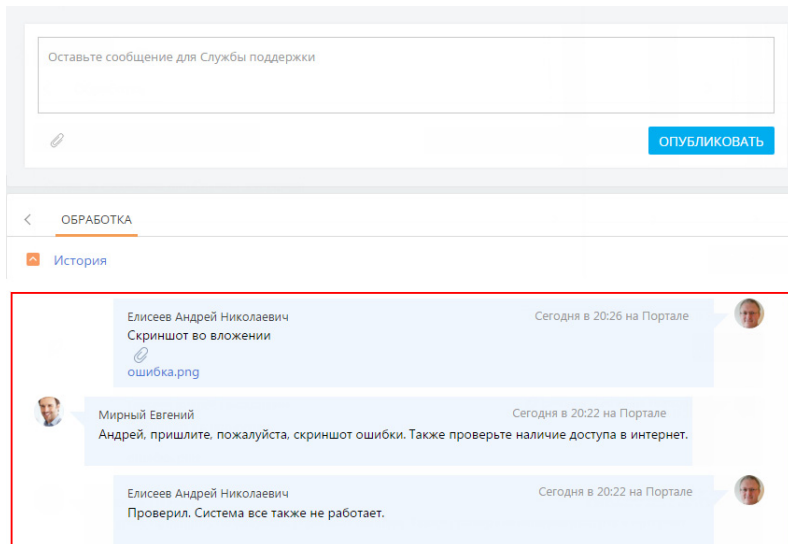 Оставьте сообщение для Службы поддержки
ОПУБЛИКОВАТЬ
ОБРАБОТКА
История
Елисеев Андрей Николаевич
Сегодня в 20:26 на Портале
Скриншот во вложении
ошибка.png
Мирный Евгений
Сегодня в 20:22 на Портале
Андрей, пришлите, пожалуйста, скриншот ошибки. Также проверьте наличие доступа в интернет.
Елисеев Андрей Николаевич
Сегодня в 20:22 на Портале
Проверил. Система все также не работает.